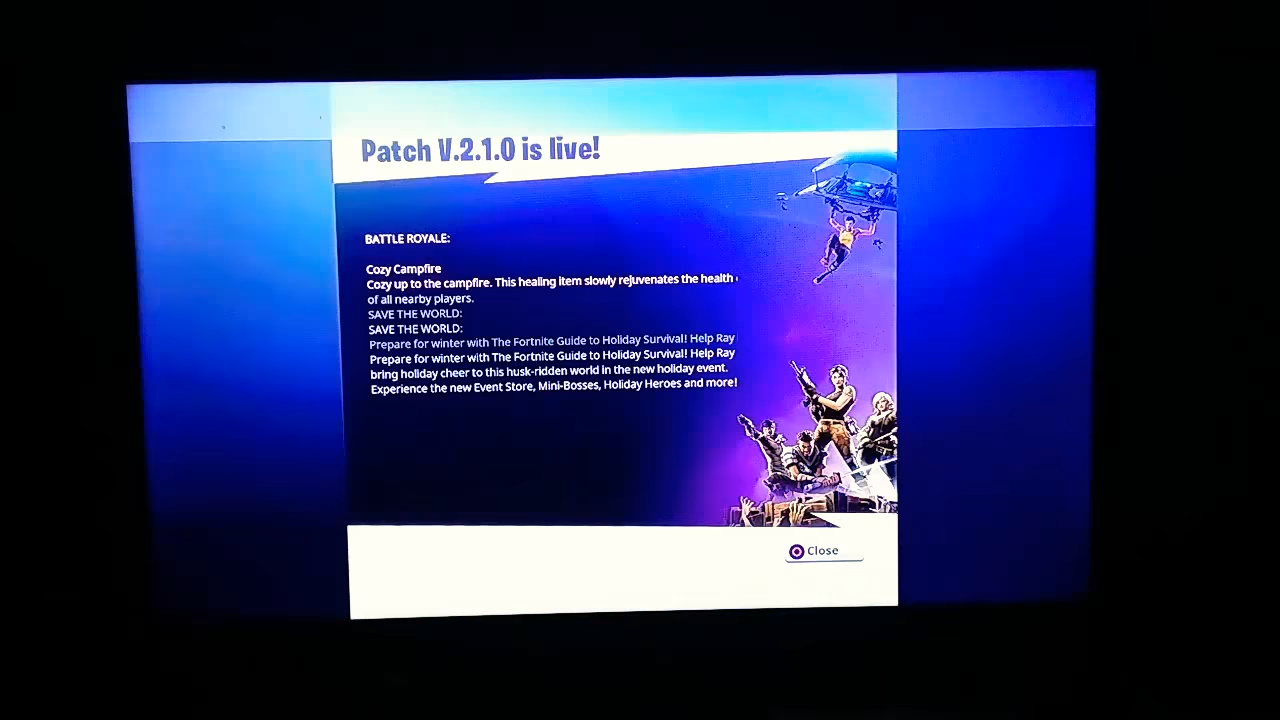 Patch V.2.1.0 is live!
BATTLE ROYALE:
Cozy Campfire
Cozy up to the campfire. This healing item slowly rejuvenates the health
of all nearby players.
SAVE THE WORLD:
SAVE THE WORLD:
Prepare for winter with The Fortnite Guide to Holiday Survival! Help Ray
Prepare for winter with The Fortnite Guide to Holiday Survival! Help Ray
bring holiday cheer to this husk-ridden world in the new holiday event.
Experience the new Event Store, Mini-Bosses, Holiday Heroes and more!
Close